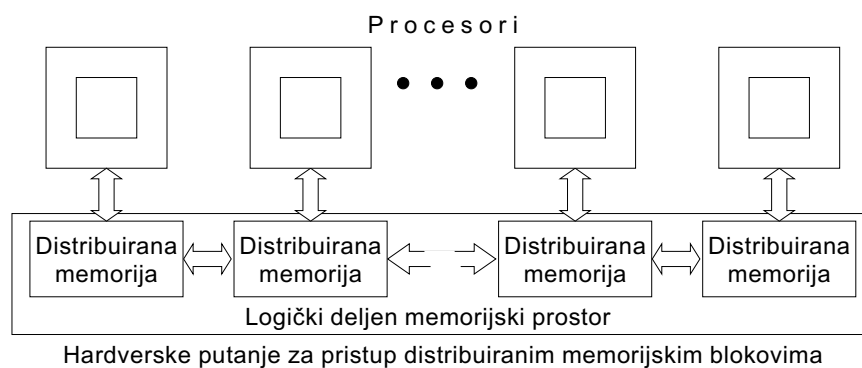 Procesori
Distribuirana
memorija
Distribuirana
memorija
Distribuirana
memorija
Distribuirana
memorija
Logički deljen memorijski prostor
Hardverske putanje za pristup distribuiranim memorijskim blokovima